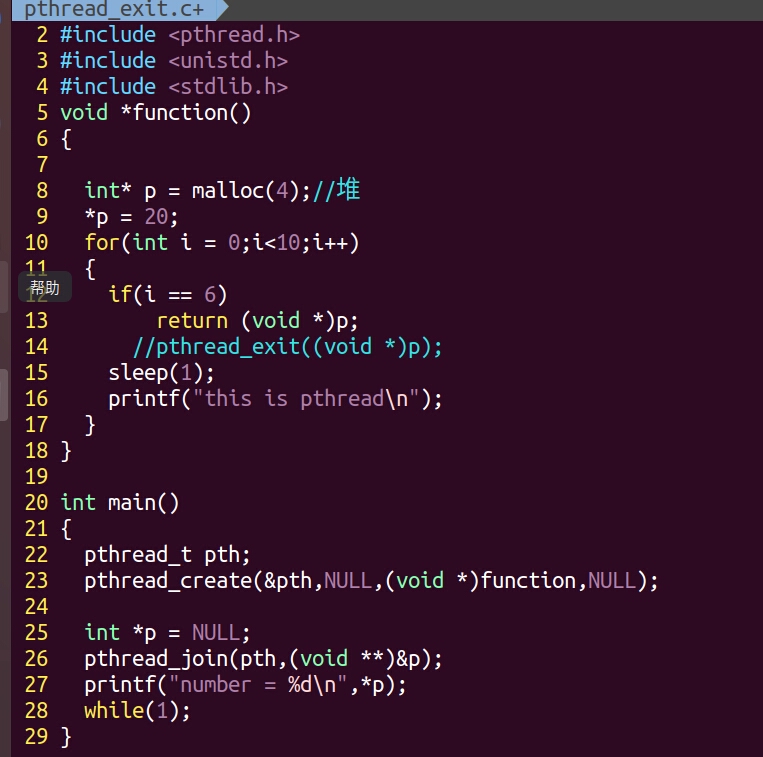 pthread_exit.c+
2 #include <pthread.h>
3 #include <unistd.h>
4 #include <stdlib.h>
5 void *function()
6 {
7
8   int* p = malloc(4);//堆
9   *p = 20;
10   for(int i = 0;i<10;i++)
11   {
帮助
12     if(i == 6)
13         return (void *)p;
14       //pthread_exit((void *)p);
15     sleep(1);
16     printf("this is pthread\n");
17   }
18 }
19
20 int main()
21 {
22   pthread_t pth;
23   pthread_create(&pth,NULL,(void *)function,NULL);
24
25   int *p = NULL;
26   pthread_join(pth,(void **)&p);
27   printf("number = %d\n",*p);
28   while(1);
29 }